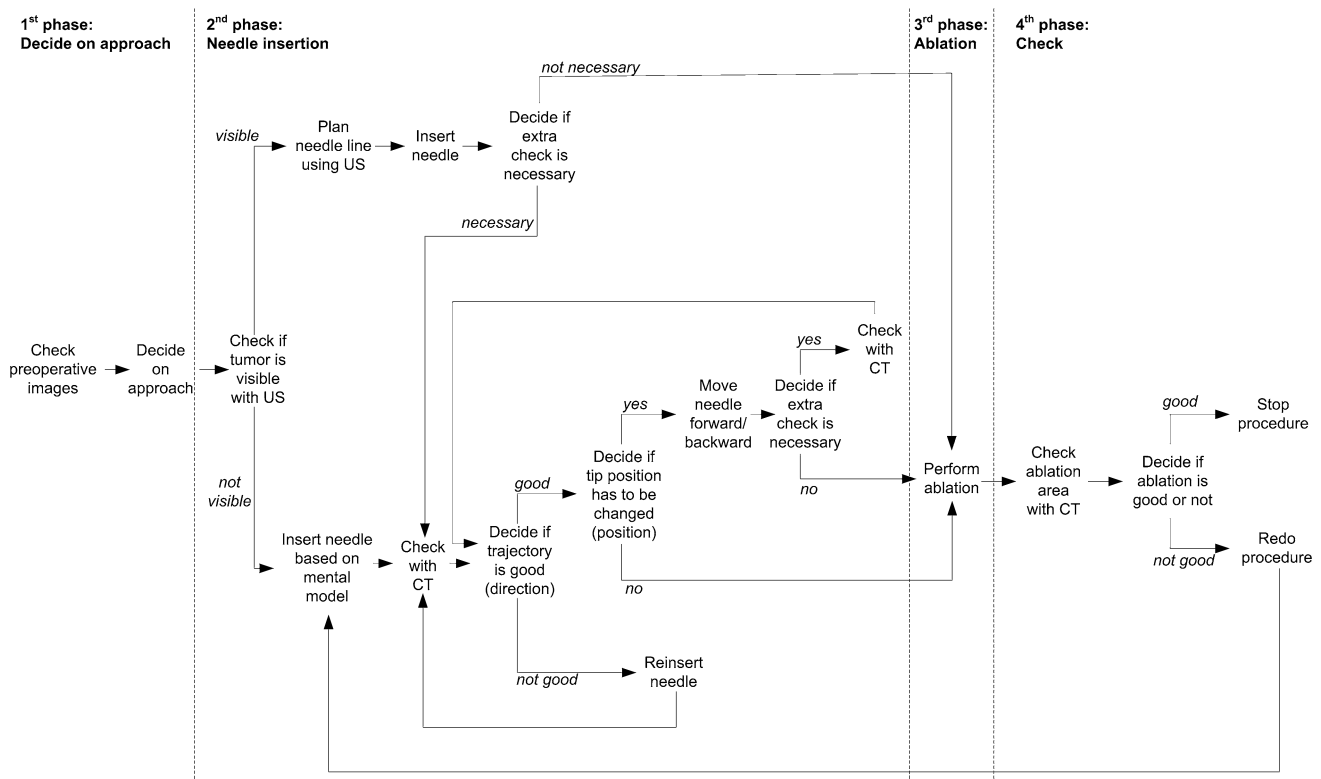 1st phase:
Decide on approach
2nd phase:
Needle insertion
3rd phase:
Ablation
4th phase:
Check
not necessary
visible
Plan
needle line
using US
Insert
needle
Decide if
extra
check is
necessary
necessary
Check
preoperative
images
Decide
on
approach
Check if
tumor is
visible
with US
not
visible
Insert needle
based on
mental
model
Check
with
CT
Decide if
trajectory
is good
(direction)
good
not good
Reinsert
needle
Decide if
tip position
has to be
changed
(position)
yes
no
Move
needle
forward/
backward
Decide if
extra
check is
necessary
yes
no
Check
with
CT
Perform
ablation
Check
ablation
area
with CT
Decide if
ablation is
good or not
good
Stop
procedure
not good
Redo
procedure